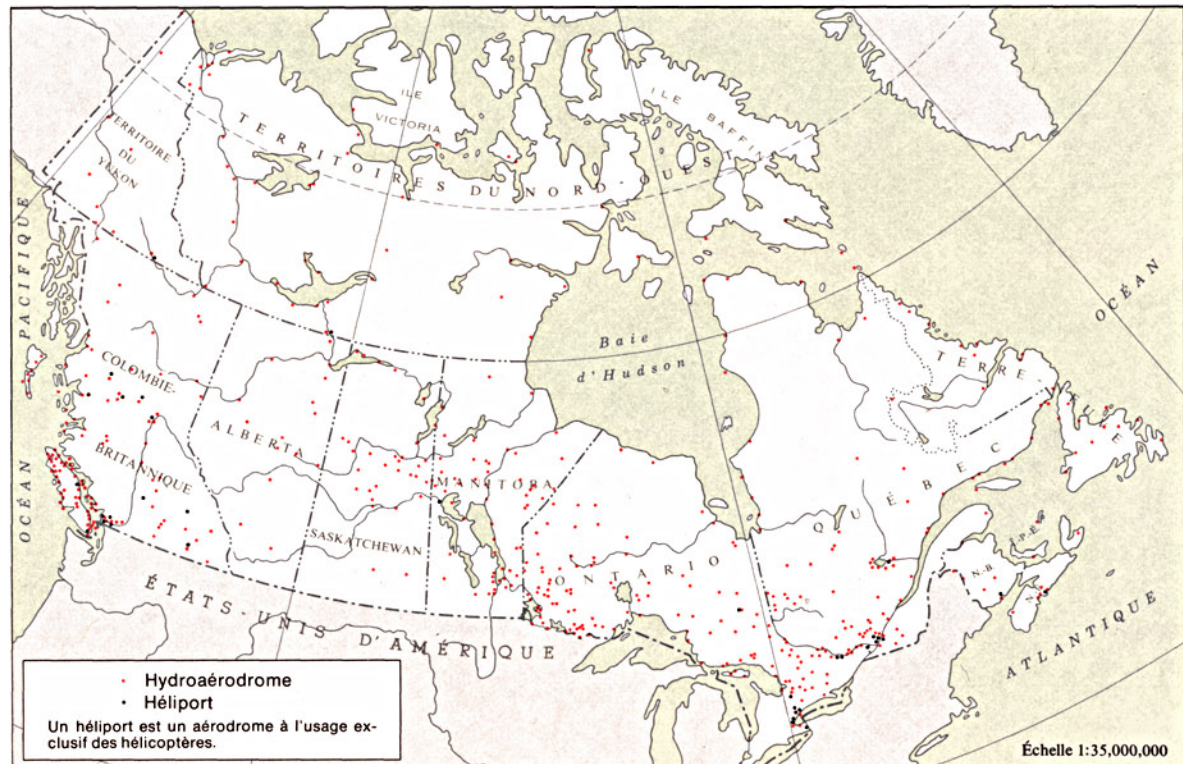 ILE
VICTORIA
ILE BAFFIN
TERRITOIRE
DU
YUKON
TERRITOIRES DU NORD-OUEST
OCÉAN PACIFIQUE
OCÉAN
ATLANTIQUE
Baie
d'Hudson
COLOMBIE-
BRITANNIQUE
ALBERTA
SASKATCHEWAN
MANITOBA
ONTARIO
QUÉBEC
TERRE
NEUVE
Î.-P.-É.
N.-B.
ÉTATS-UNIS D'AMÉRIQUE
Hydroaérodrome
Héliport
Un héliport est un aérodrome à l'usage ex-
clusif des hélicoptères.
Échelle 1:35,000,000